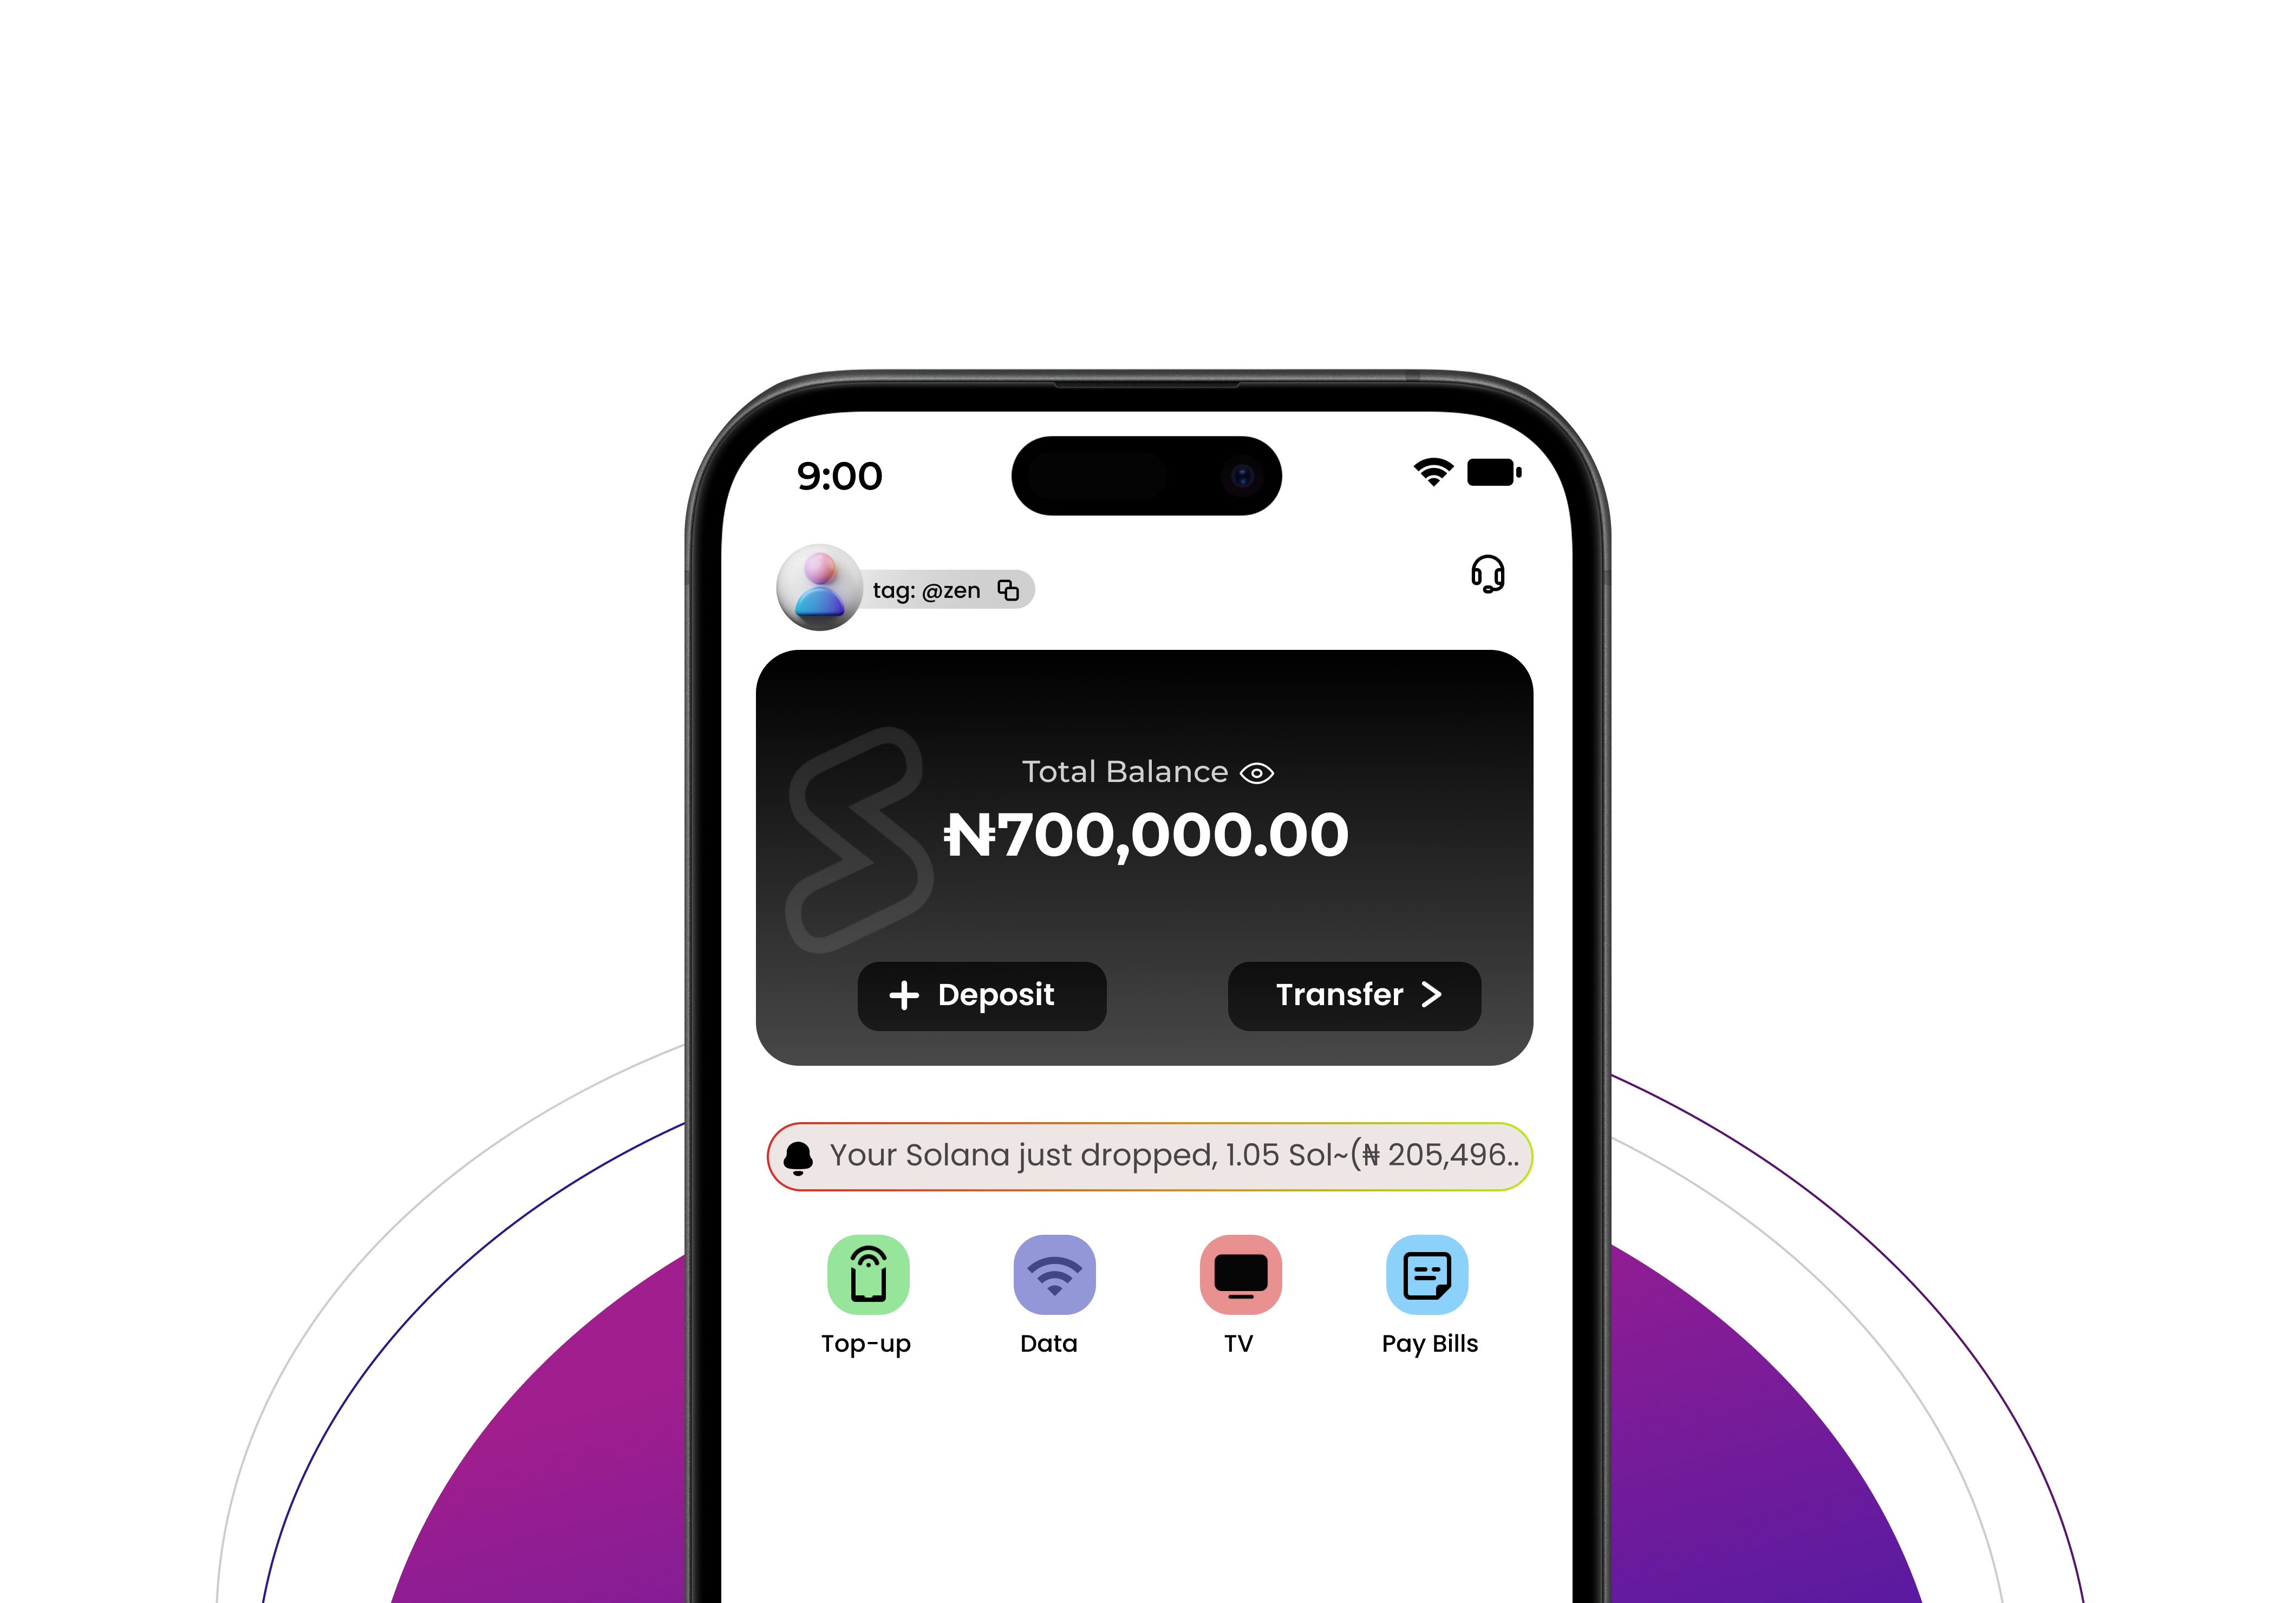 9:00
tag: @zen
Total Balance
₦700,000.00
Deposit
Transfer
Your Solana just dropped, 1.05 Sol~(₦ 205,496..
Top-up
Data
TV
Pay Bills